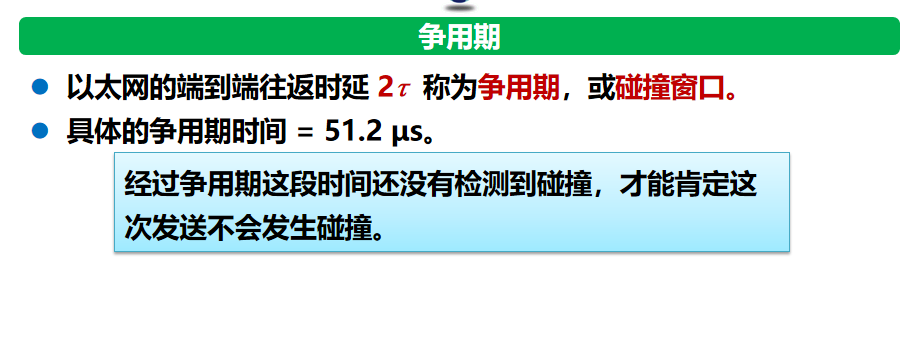 争用期
以太网的端到端往返时延 2τ 称为争用期，或碰撞窗口。
具体的争用期时间 = 51.2 μs。
经过争用期这段时间还没有检测到碰撞，才能肯定这
次发送不会发生碰撞。